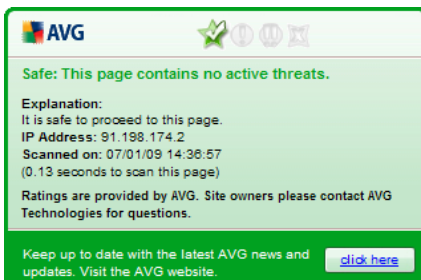 AVG
Safe: This page contains no active threats.
Explanation:
It is safe to proceed to this page.
IP Address: 91.198.174.2
Scanned on: 07/01/09 14:36:57
(0.13 seconds to scan this page)
Ratings are provided by AVG. Site owners please contact AVG
Technologies for questions.
Keep up to date with the latest AVG news and
updates. Visit the AVG website.
click here